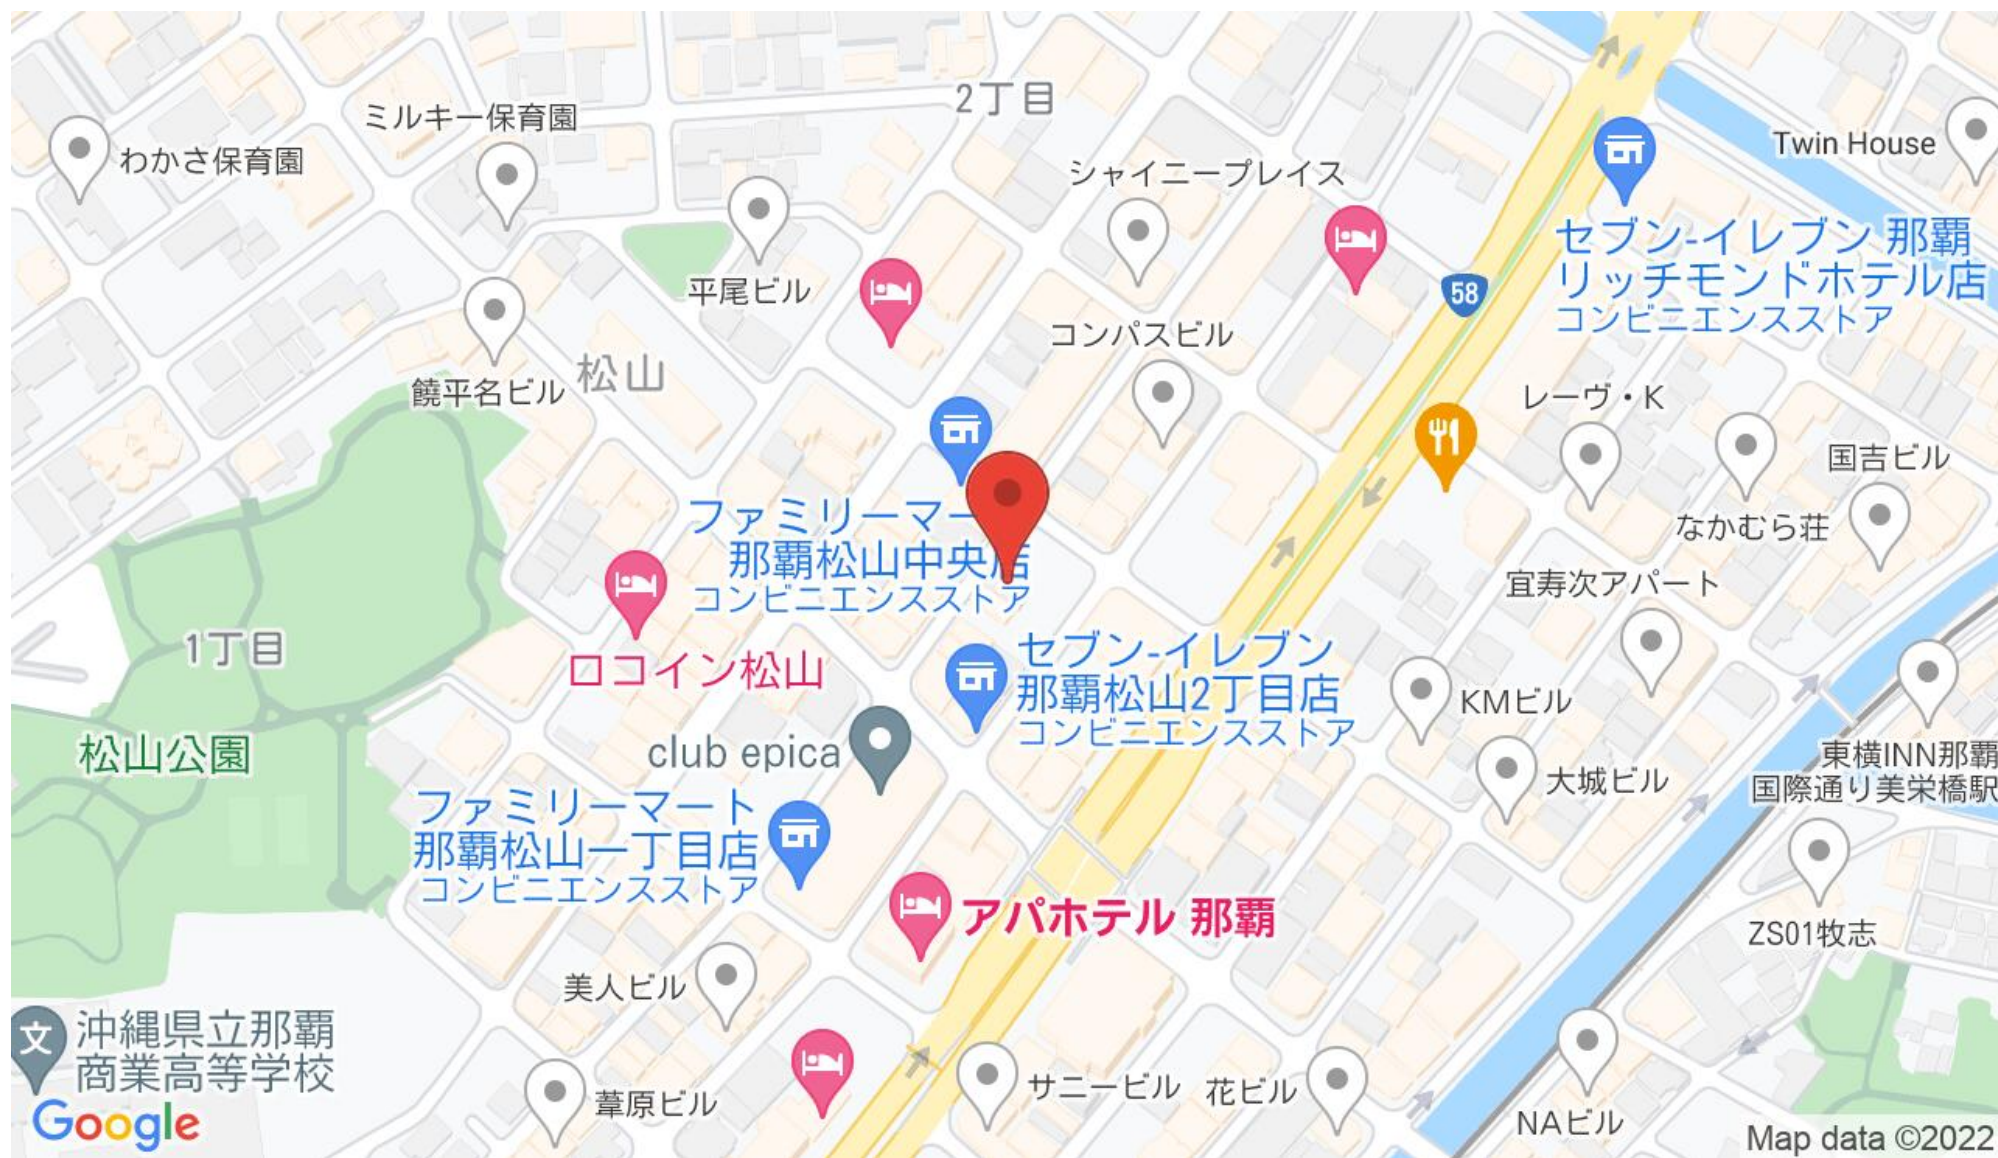 2丁目
ミルキー保育園
わかさ保育園
Twin House
シャイニープレイス
セブン-イレブン 那覇
リッチモンドホテル店
コンビニエンスストア
平尾ビル
58
コンパスビル
松山
饒平名ビル
レーヴ・K
国吉ビル
なかむら荘
ファミリーマー
那覇松山中央店
コンビニエンスストア
宜寿次アパート
1丁目
ロコイン松山
セブン-イレブン
那覇松山2丁目店
コンビニエンスストア
KMビル
松山公園
club epica
大城ビル
東横INN那覇
国際通り美栄橋駅
ファミリーマート
那覇松山一丁目店
コンビニエンスストア
アパホテル 那覇
ZS01牧志
美人ビル
文
沖縄県立那覇
商業高等学校
サニービル
花ビル
葦原ビル
NAビル
Google
Map data ©2022